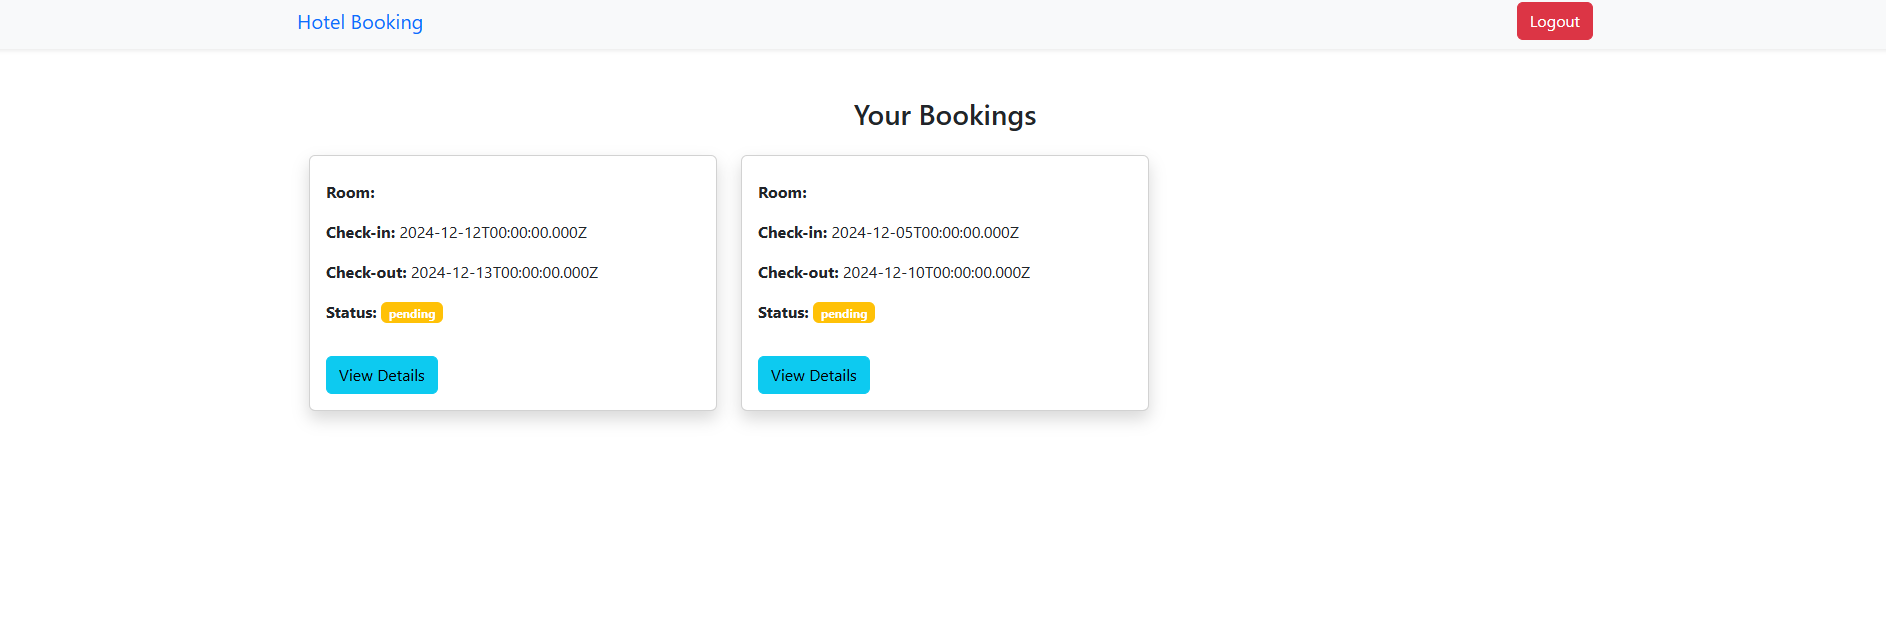 Hotel Booking
Logout
Your Bookings
Room:
Check-in: 2024-12-12T00:00:00.000Z
Check-out: 2024-12-13T00:00:00.000Z
Status: pending
View Details
Room:
Check-in: 2024-12-05T00:00:00.000Z
Check-out: 2024-12-10T00:00:00.000Z
Status: pending
View Details